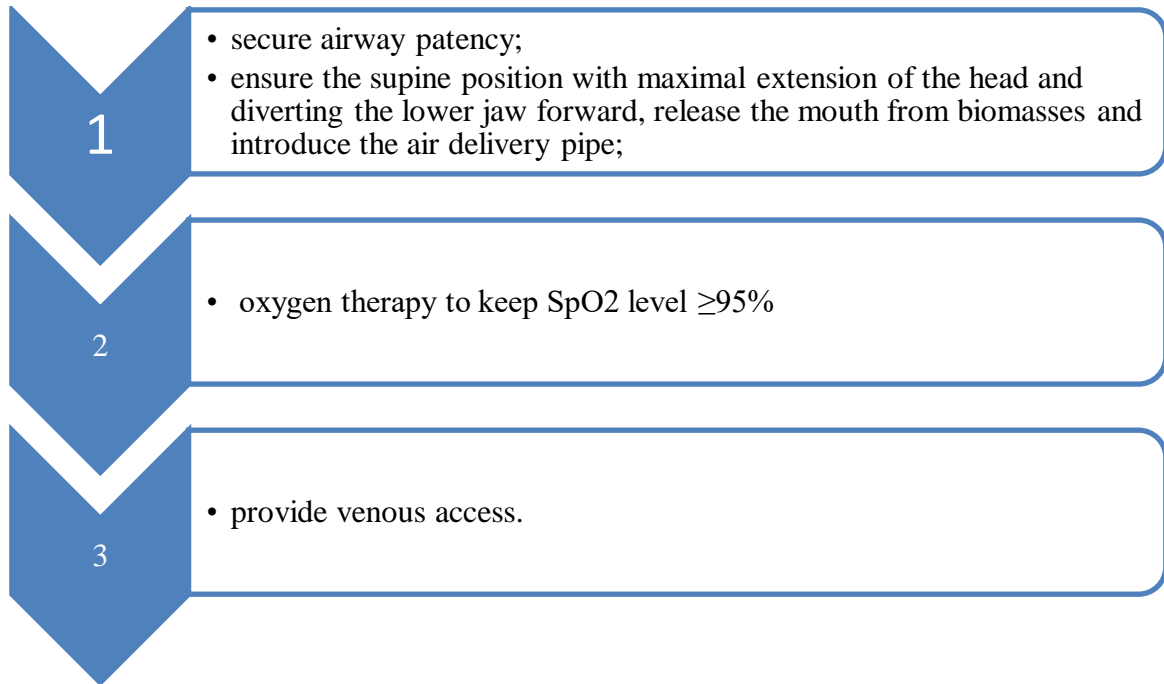 1
• secure airway patency;
• ensure the supine position with maximal extension of the head and
diverting the lower jaw forward, release the mouth from biomasses and
introduce the air delivery pipe;
2
• oxygen therapy to keep SpO2 level ≥95%
3
• provide venous access.